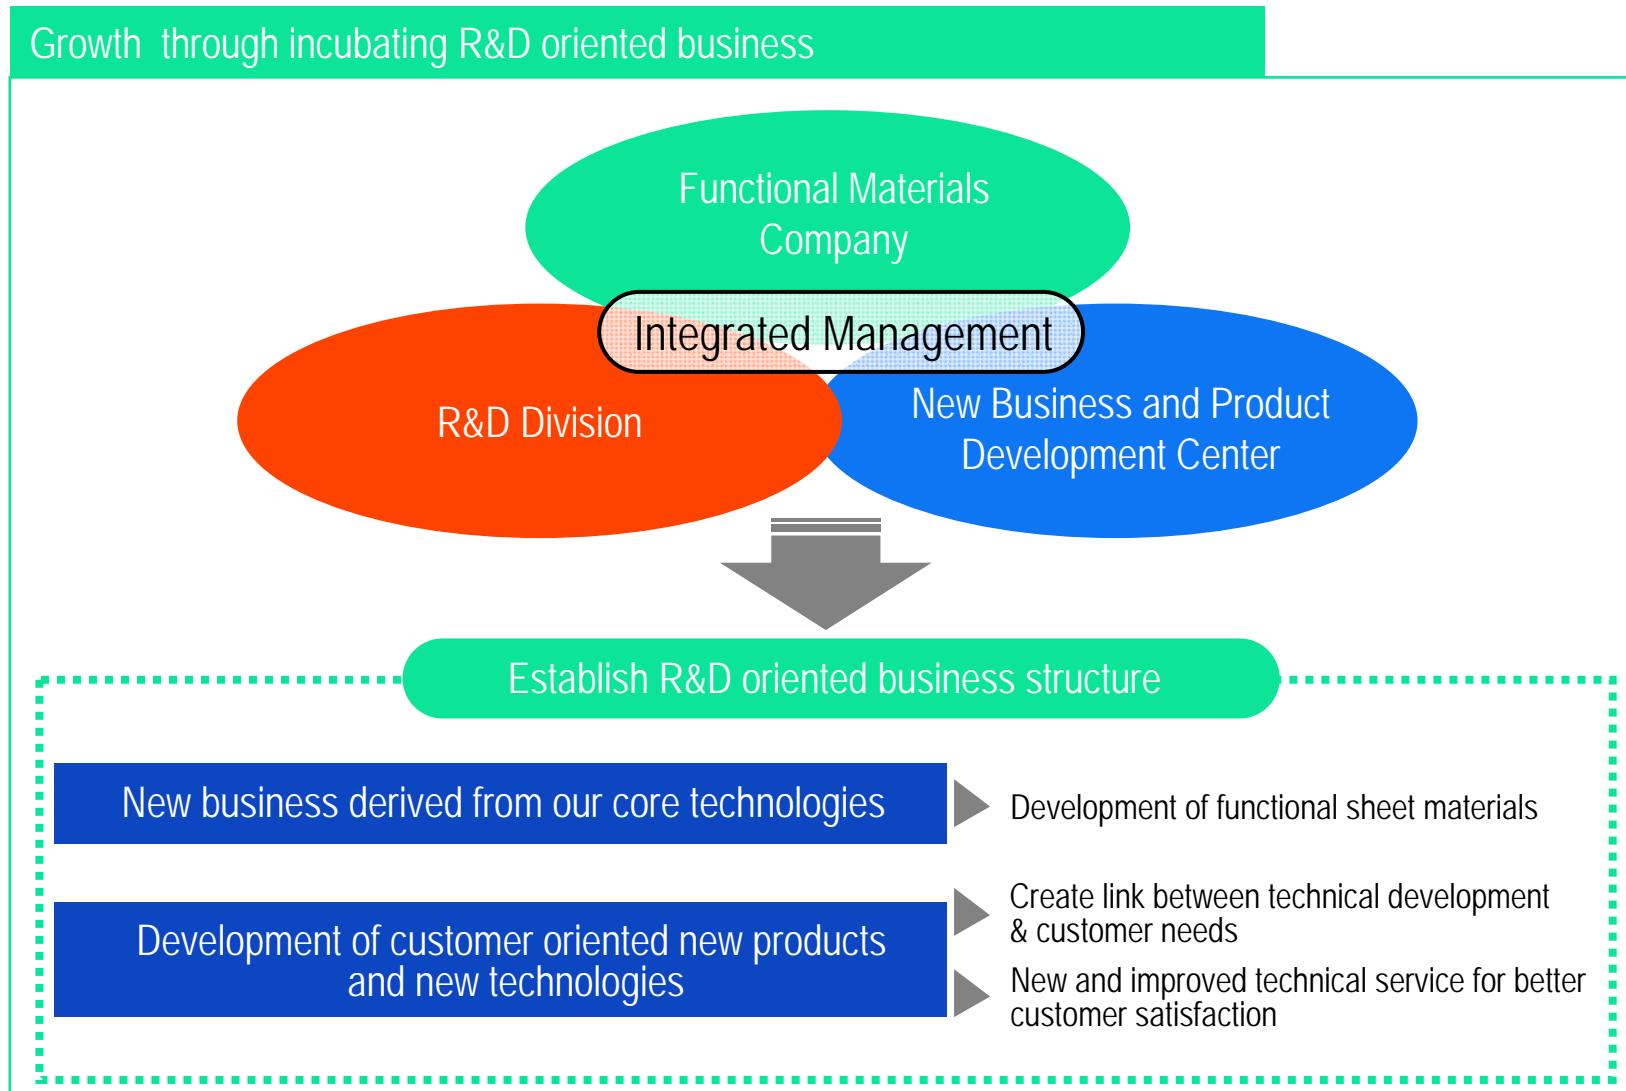 Growth through incubating R&D oriented business
Functional Materials
Company
Integrated Management
R&D Division
New Business and Product
Development Center
Establish R&D oriented business structure
New business derived from our core technologies
Development of functional sheet materials
Development of customer oriented new products
and new technologies
Create link between technical development
& customer needs
New and improved technical service for better
customer satisfaction